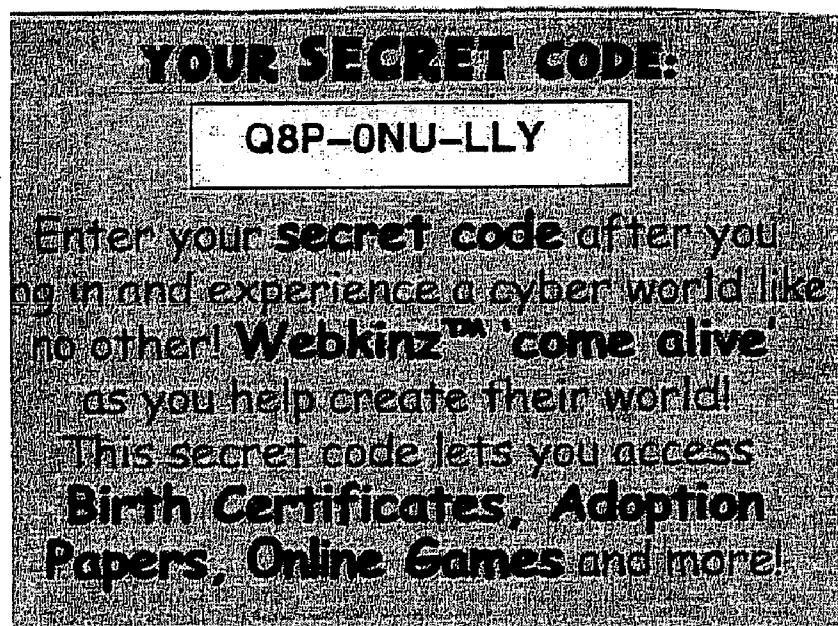 YOUR SECRET CODE:
Q8P-0NU-LLY
Enter your secret code after you
og in and experience a cyber world like
no other! Webkinz™ 'come alive'
as you help create their world!
This secret code lets you access
Birth Certificates, Adoption
Papers, Online Games and more!